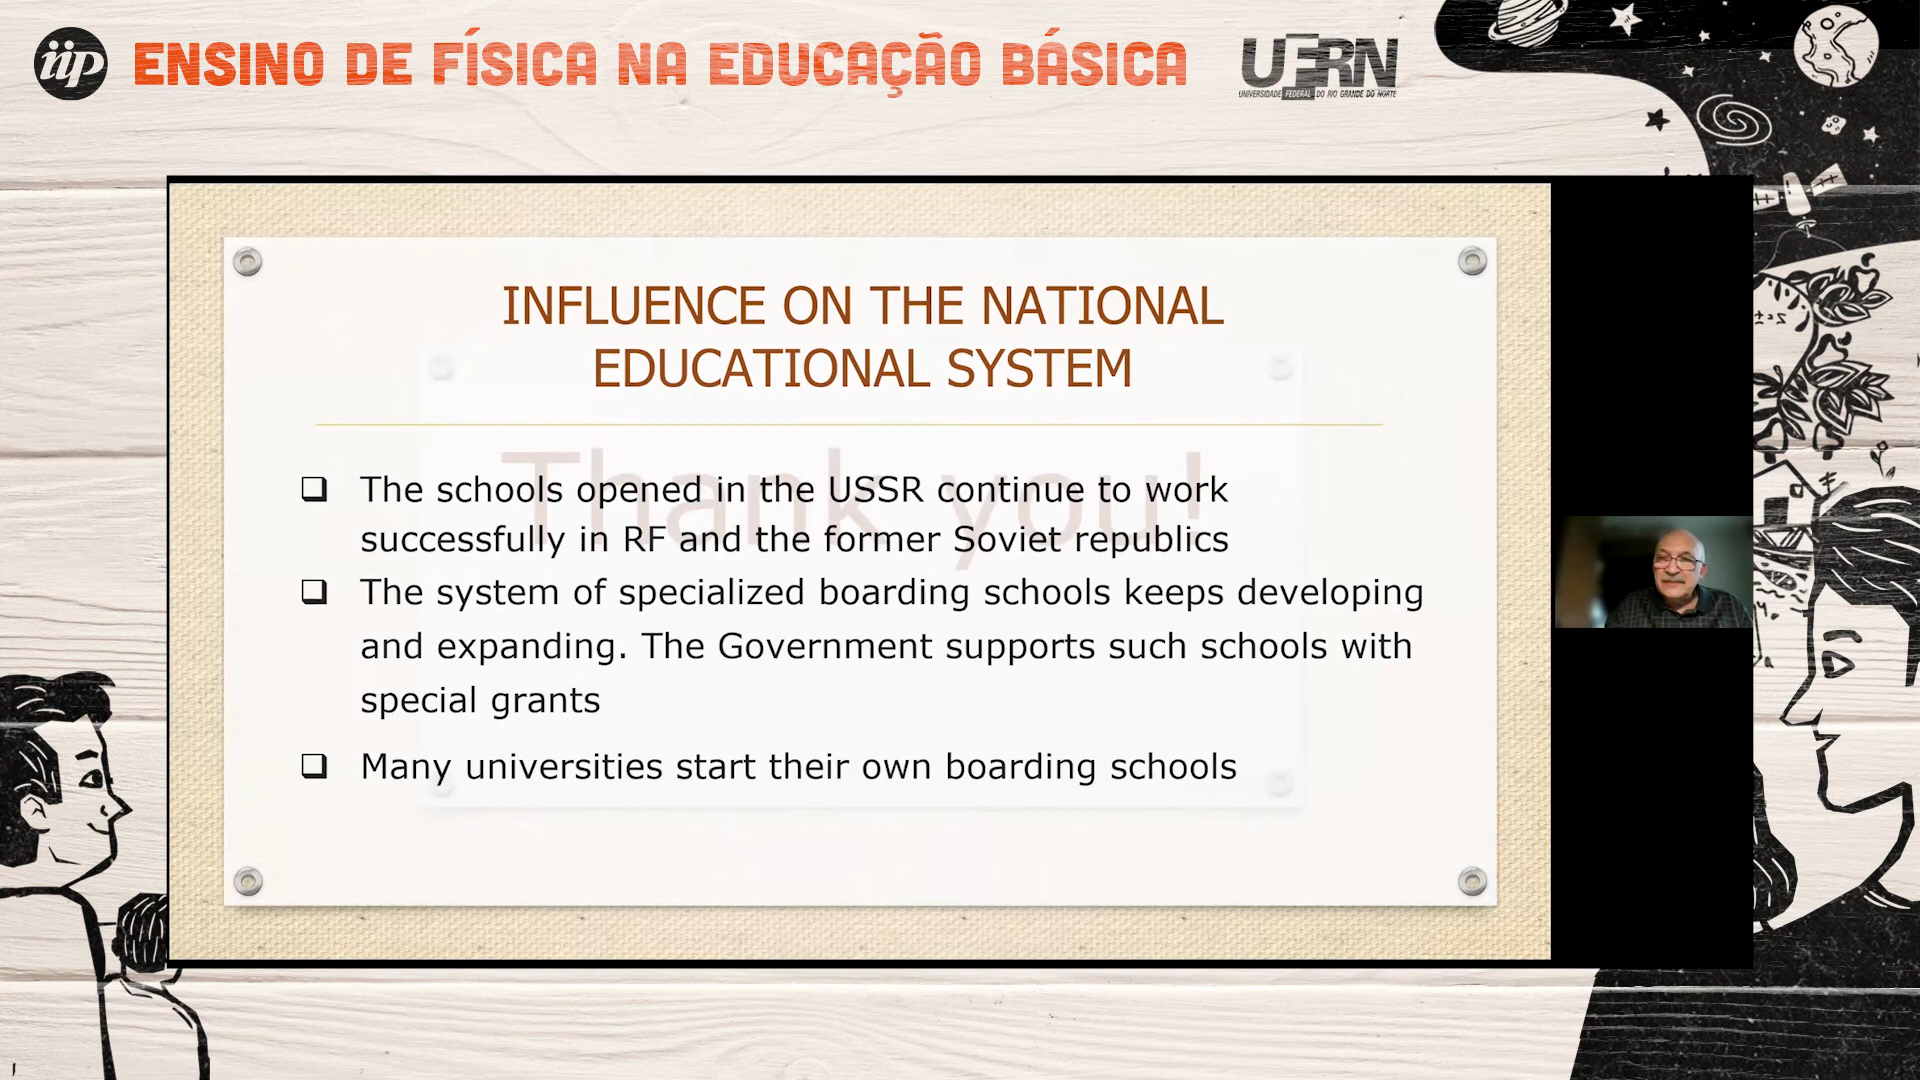 iip ENSINO DE FÍSICA NA EDUCAÇÃO BÁSICA
UFRN
UNIVERSIDADE FEDERAL DO RIO GRANDE DO NORTE
INFLUENCE ON THE NATIONAL
EDUCATIONAL SYSTEM
Thank you!
The schools opened in the USSR continue to work
successfully in RF and the former Soviet republics
The system of specialized boarding schools keeps developing
and expanding. The Government supports such schools with
special grants
Many universities start their own boarding schools